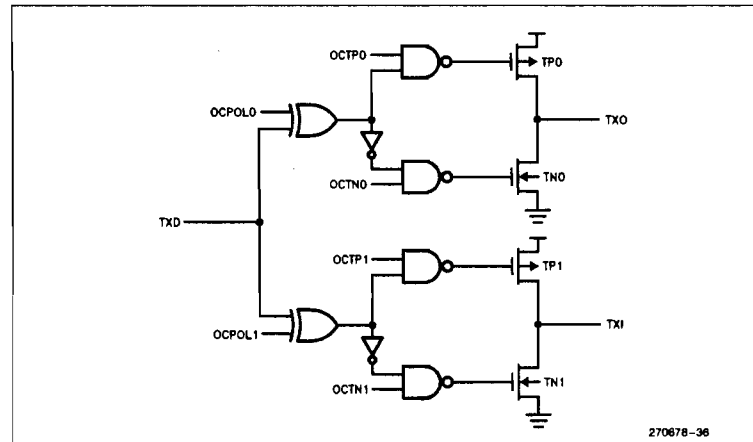 OCTP0
TP0
OCPOL0
TX0
OCTN0
TN0
TXD
OCTP1
TP1
OCPOL1
TX1
OCTN1
TN1
270678-36